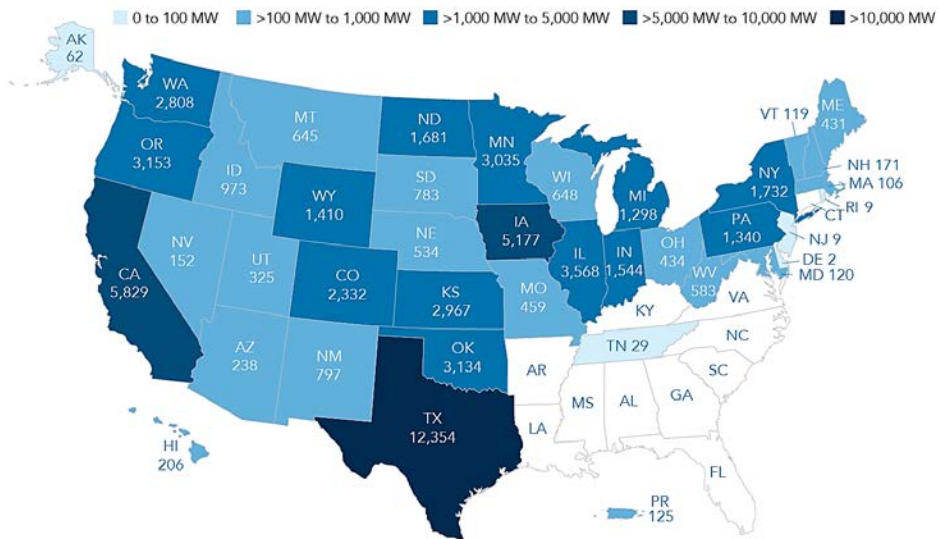 0 to 100 MW >100 MW to 1,000 MW >1,000 MW to 5,000 MW >5,000 MW to 10,000 MW >10,000 MW
AK
62
WA
2,808
OR
3,153
CA
5,829
ID
973
NV
152
MT
645
WY
1,410
UT
325
AZ
238
CO
2,332
NM
797
ND
1,681
SD
783
NE
534
KS
2,967
OK
3,134
TX
12,354
MN
3,035
IA
5,177
MO
459
AR
LA
WI
648
IL
3,568
MI
1,298
IN
1,544
OH
434
KY
TN 29
MS
AL
GA
FL
SC
NC
VA
WV
583
PA
1,340
NY
1,732
VT 119
ME
431
NH 171
MA 106
RI 9
CT
NJ 9
DE 2
MD 120
HI
206
PR
125